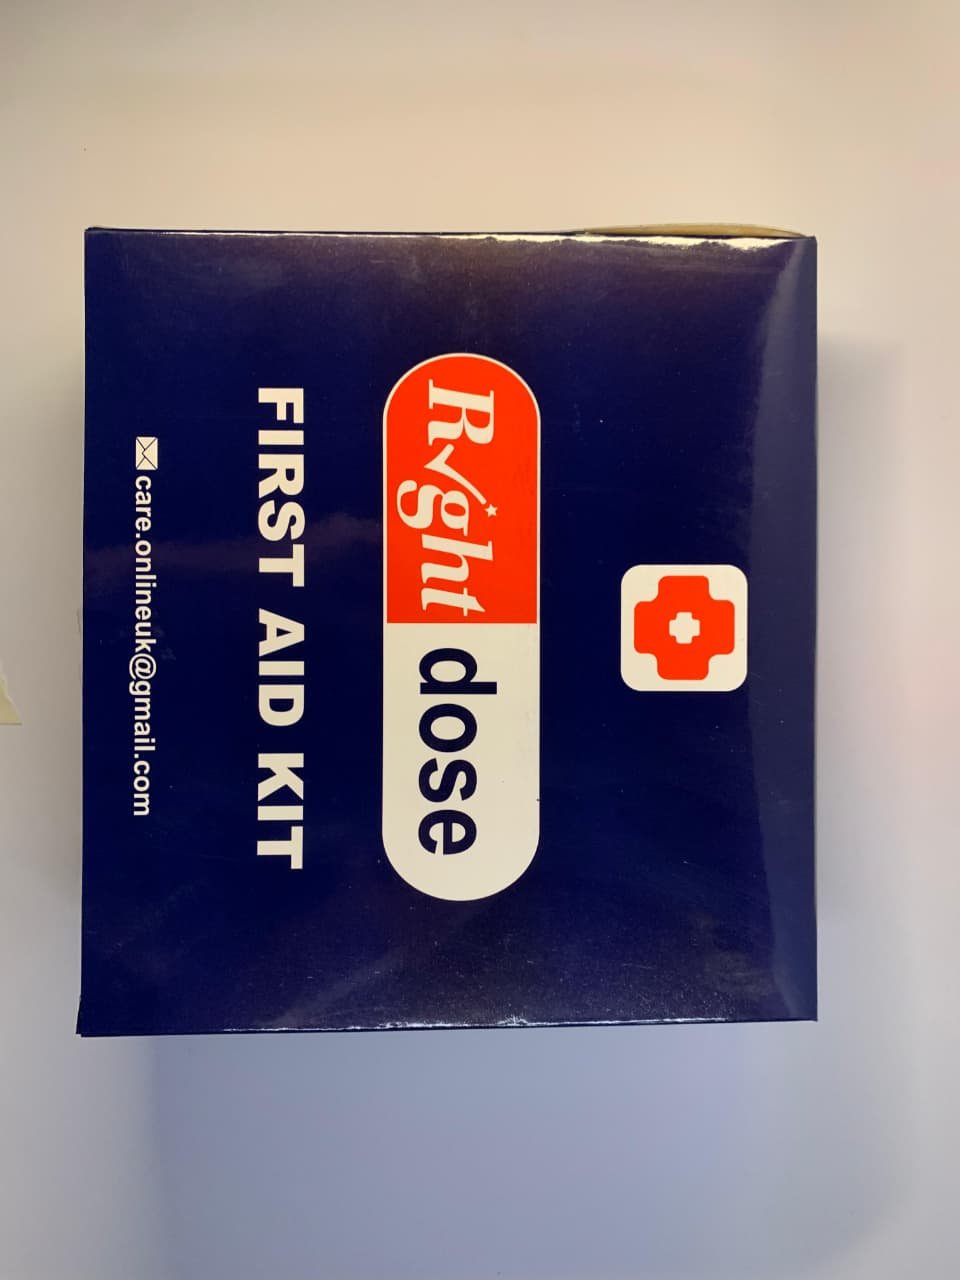 Right dose
FIRST AID KIT
care.onlineuk@gmail.com